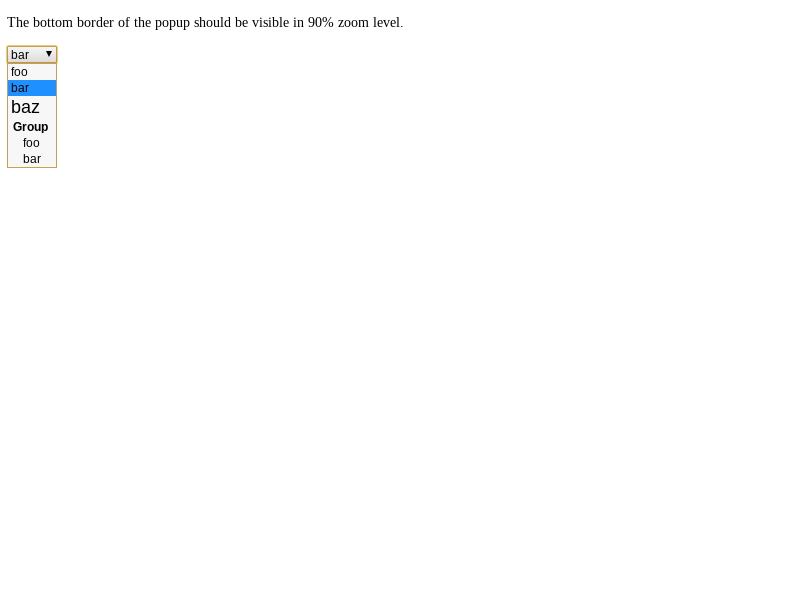 The bottom border of the popup should be visible in 90% zoom level.
bar ▼
foo
bar
baz
Group
foo
bar